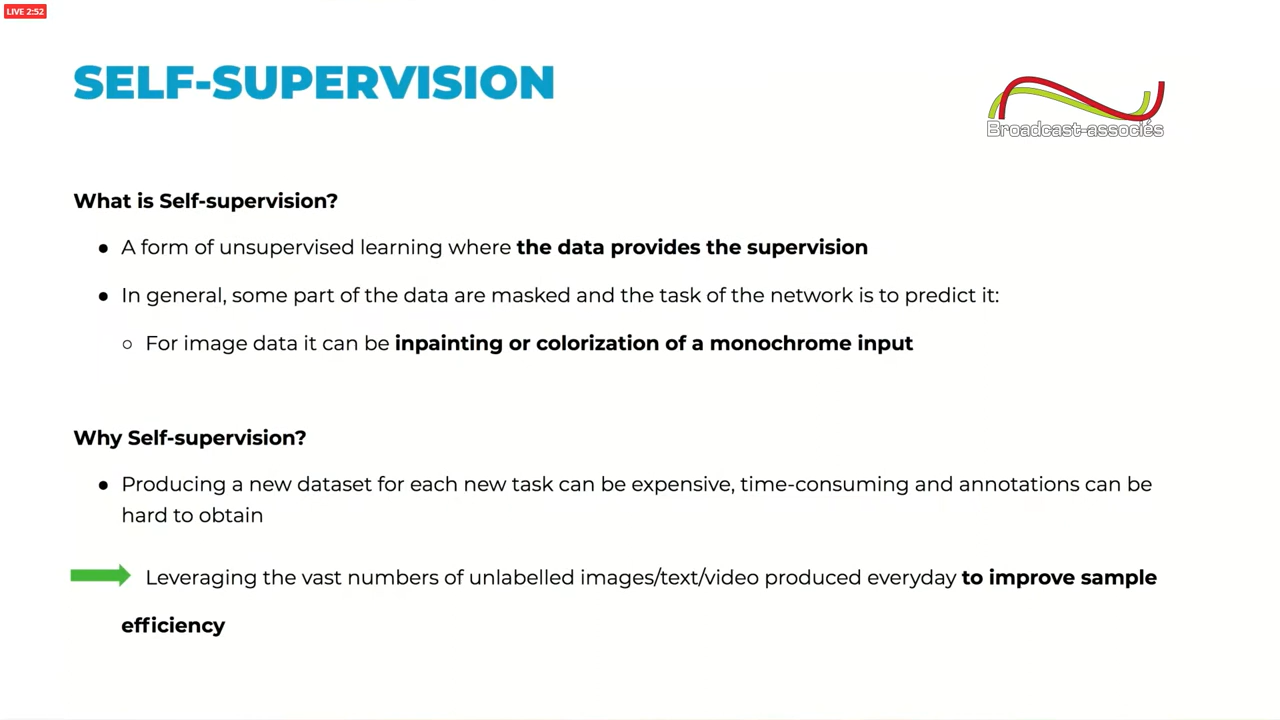 LIVE 2:52
SELF-SUPERVISION
Broadcast-associés
What is Self-supervision?
● A form of unsupervised learning where the data provides the supervision
● In general, some part of the data are masked and the task of the network is to predict it:
○ For image data it can be inpainting or colorization of a monochrome input
Why Self-supervision?
● Producing a new dataset for each new task can be expensive, time-consuming and annotations can be
hard to obtain
Leveraging the vast numbers of unlabelled images/text/video produced everyday to improve sample
efficiency